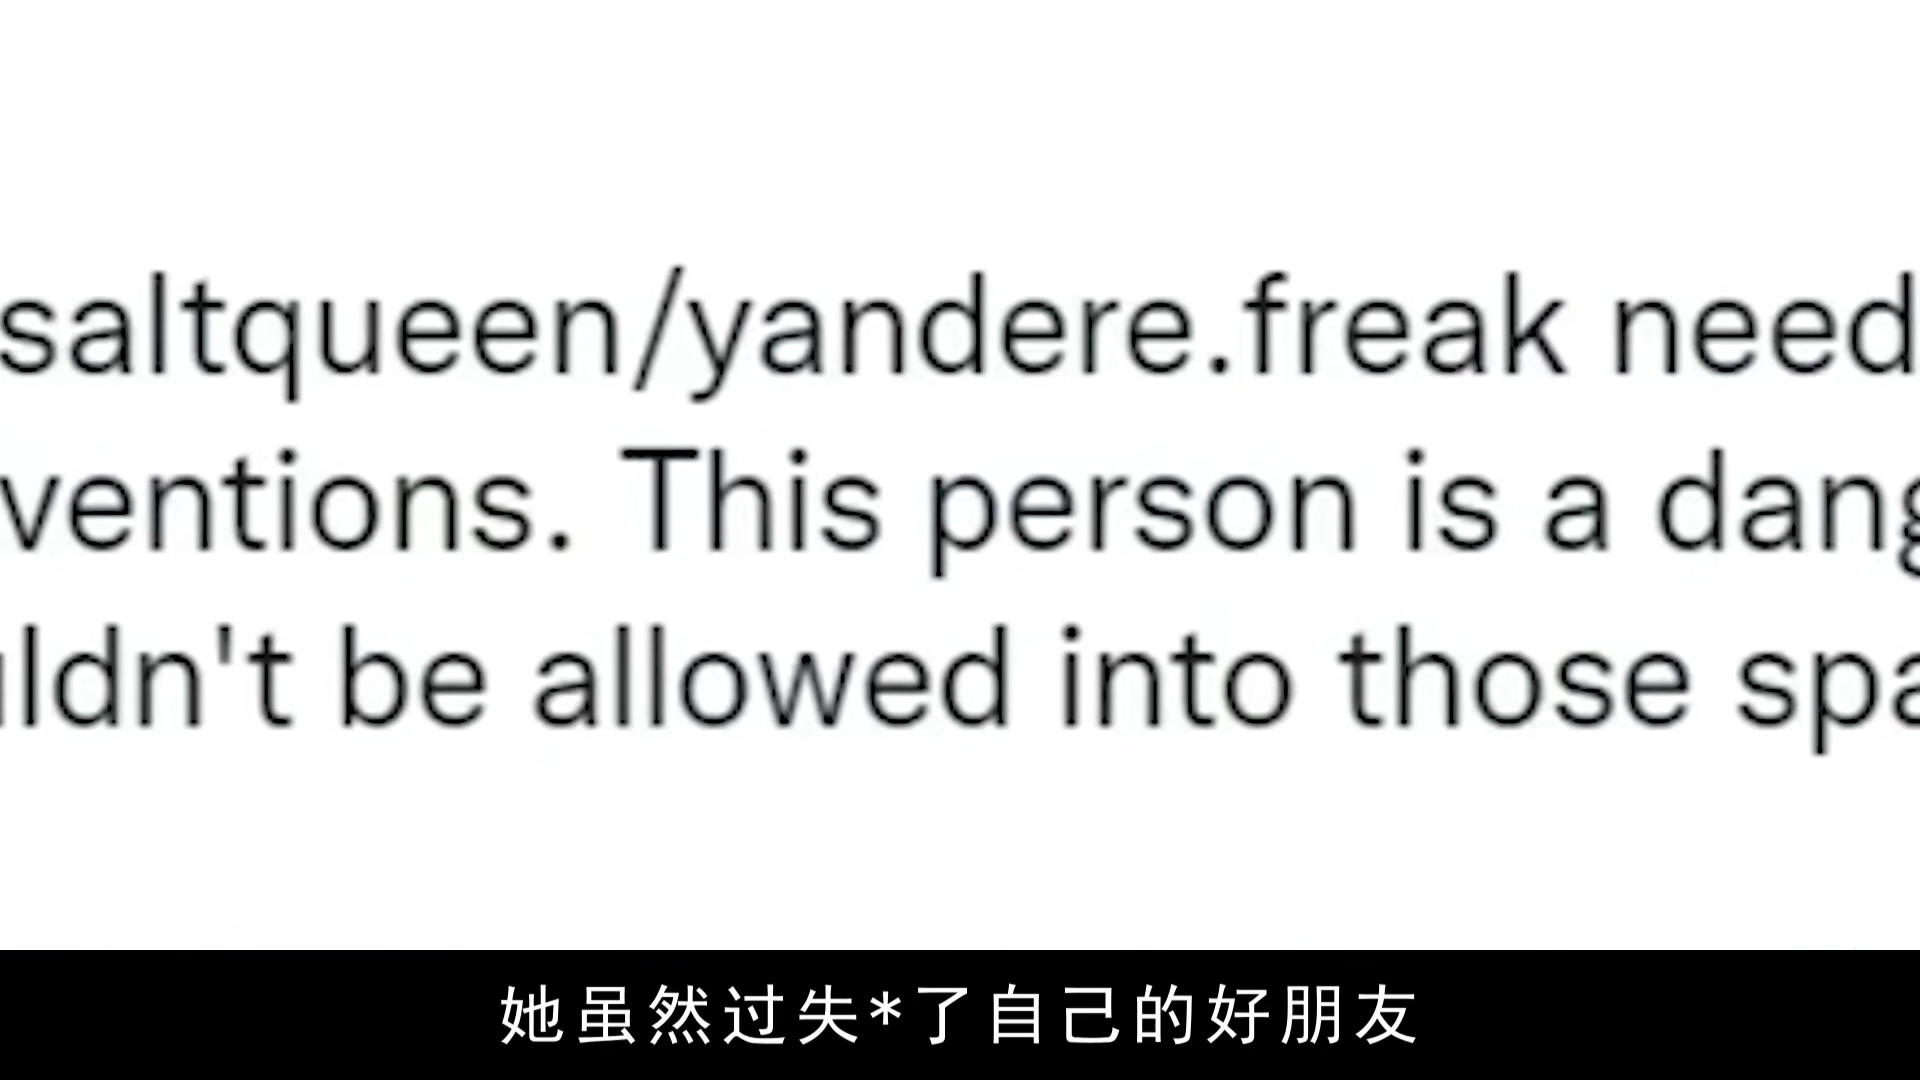 saltqueen/yandere.freak need
ventions. This person is a dang
uldn't be allowed into those spa
她虽然过失*了自己的好朋友